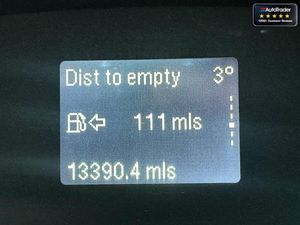 AutoTrader
Dist to empty 3°
111 mls
13390.4 mls